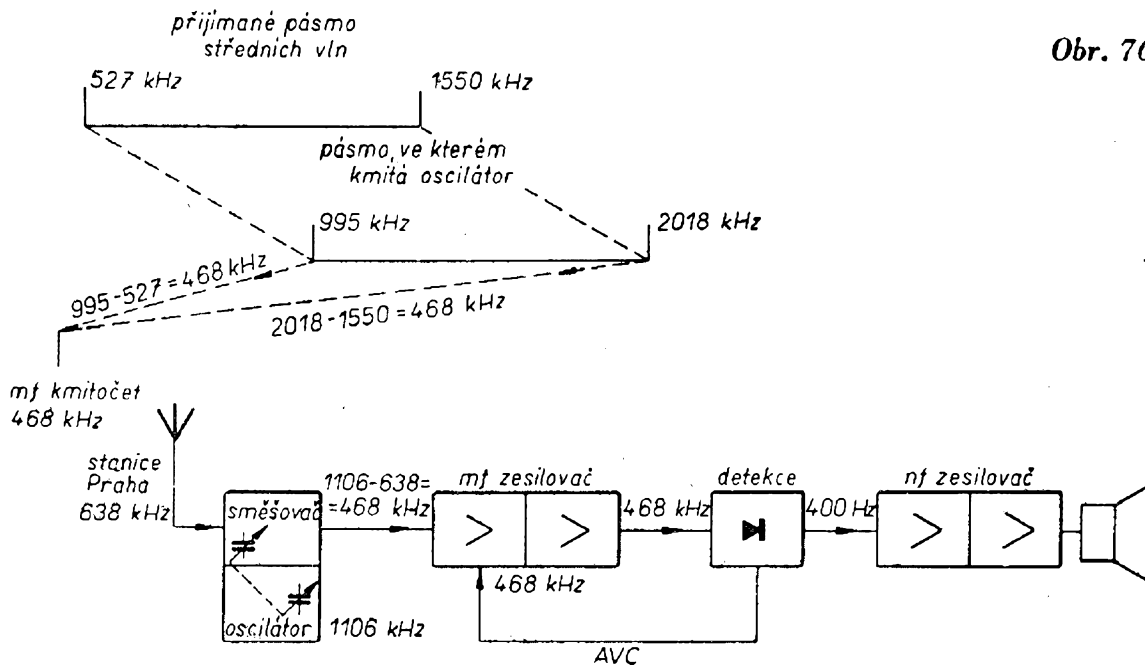 přijímané pásmo
středních vln
Obr. 76
527 kHz
1550 kHz
pásmo, ve kterém
kmitá oscilátor
995 kHz
2018 kHz
995-527=468 kHz
2018-1550=468 kHz
mf kmitočet
468 kHz
stanice
Praha
638 kHz
směšovač
oscilátor
1106 kHz
1106-638=
=468 kHz
mf zesilovač
468 kHz
468 kHz
AVC
detekce
400 Hz
nf zesilovač